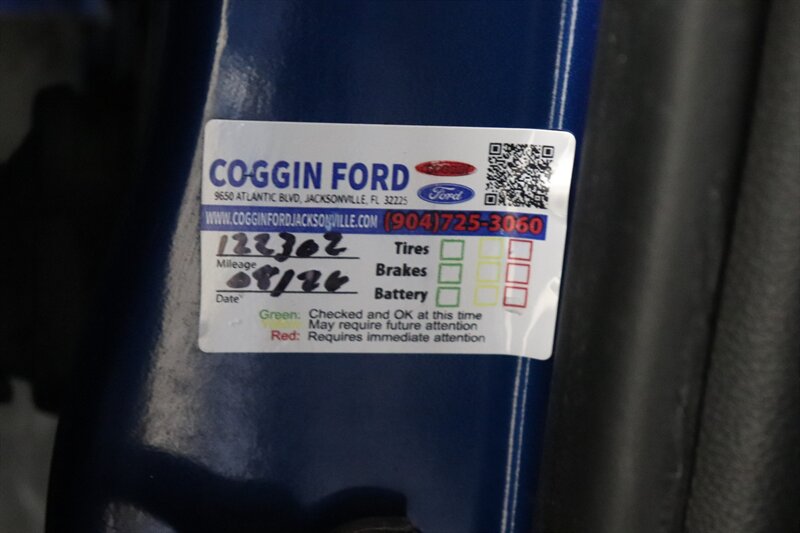 COGGIN FORD
COGGIN
Ford
9650 ATLANTIC BLVD, JACKSONVILLE, FL 32225
WWW.COGGINFORDJACKSONVILLE.COM (904)725-3060
122302
Mileage
08/26
Date
Tires
Brakes
Battery
Green: Checked and OK at this time
Yellow: May require future attention
Red: Requires immediate attention